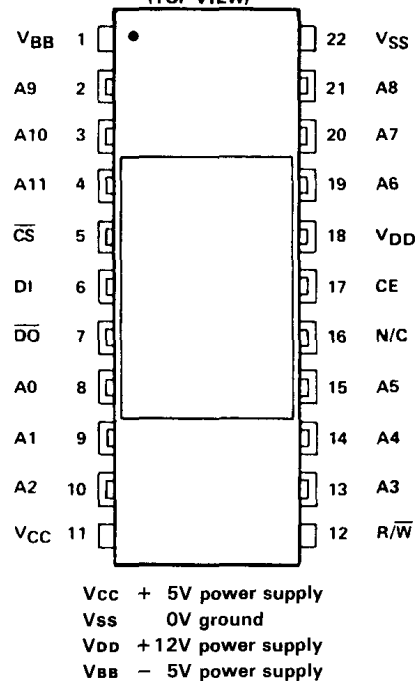 (TOP VIEW)
VBB 1 22 VSS
A9 2 21 A8
A10 3 20 A7
A11 4 19 A6
C̅S̅ 5 18 VDD
DI 6 17 CE
D̅O̅ 7 16 N/C
A0 8 15 A5
A1 9 14 A4
A2 10 13 A3
VCC 11 12 R/W̅
VCC + 5V power supply
VSS 0V ground
VDD +12V power supply
VBB − 5V power supply